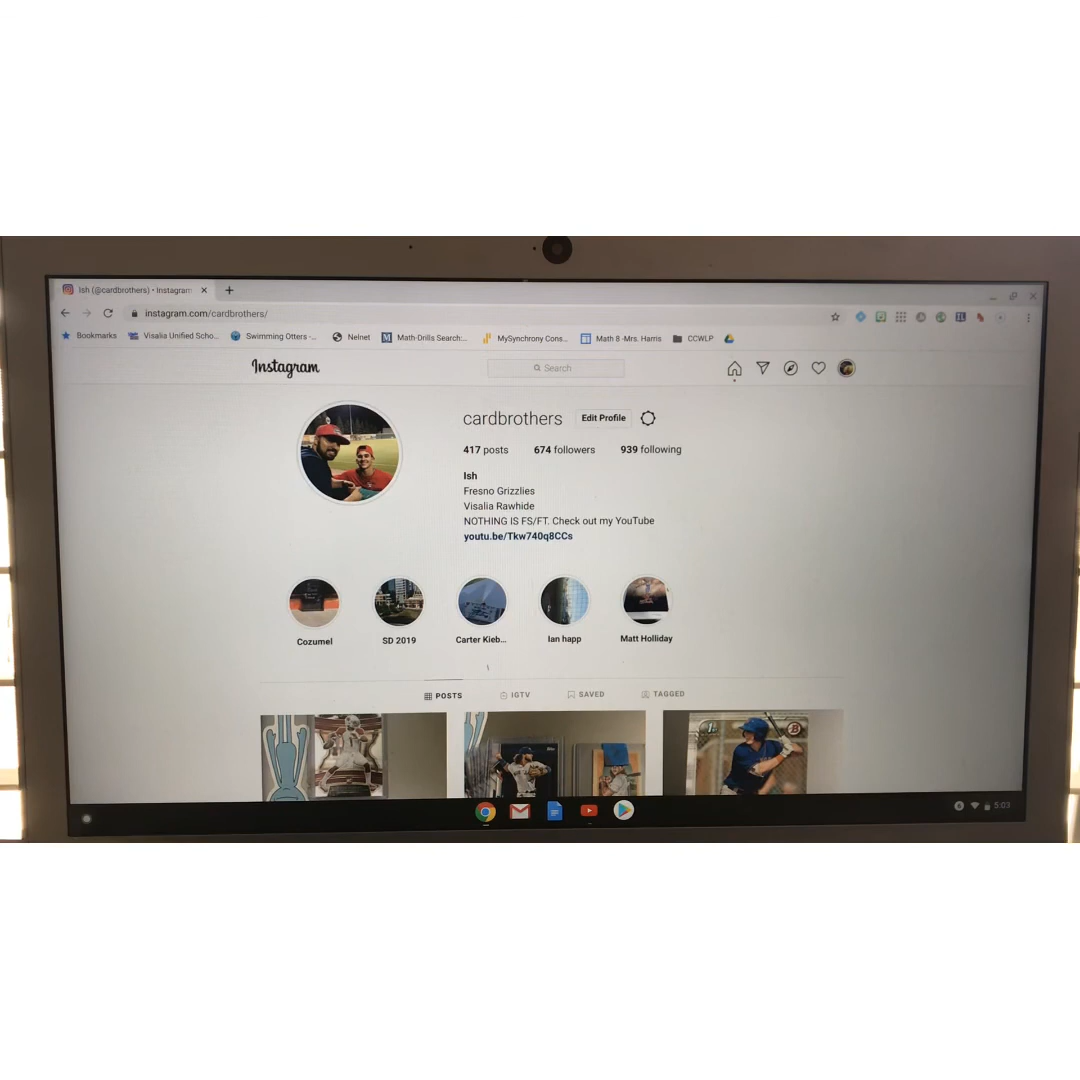 Ish (@cardbrothers) • Instagram
instagram.com/cardbrothers/
Bookmarks Visalia Unified Scho... Swimming Otters -... Nelnet Math-Drills Search:... MySynchrony Cons... Math 8 -Mrs. Harris CCWLP
Instagram Search
cardbrothers Edit Profile
417 posts 674 followers 939 following
Ish
Fresno Grizzlies
Visalia Rawhide
NOTHING IS FS/FT. Check out my YouTube
youtu.be/Tkw740q8CCs
Cozumel SD 2019 Carter Kieb... Ian happ Matt Holliday
POSTS IGTV SAVED TAGGED
5:03